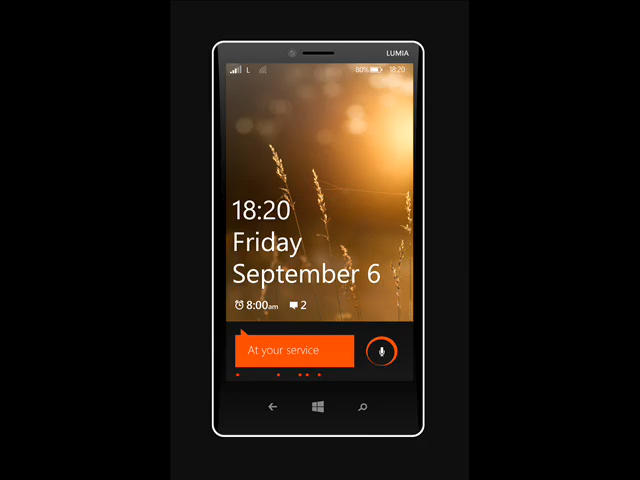 LUMIA
L 80% 18:20
18:20
Friday
September 6
8:00am 2
At your service